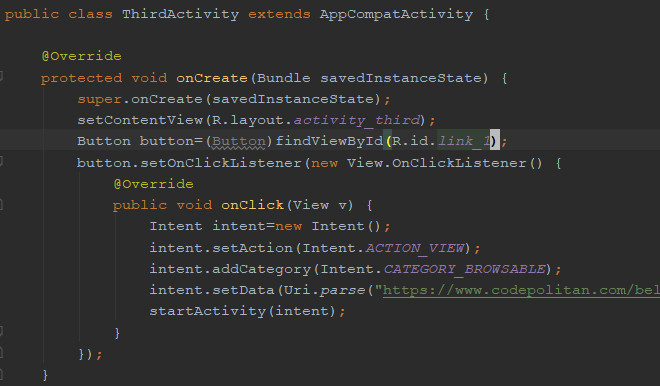 public class ThirdActivity extends AppCompatActivity {
@Override
protected void onCreate(Bundle savedInstanceState) {
super.onCreate(savedInstanceState);
setContentView(R.layout.activity_third);
Button button=(Button)findViewById(R.id.link_1);
button.setOnClickListener(new View.OnClickListener() {
@Override
public void onClick(View v) {
Intent intent=new Intent();
intent.setAction(Intent.ACTION_VIEW);
intent.addCategory(Intent.CATEGORY_BROWSABLE);
intent.setData(Uri.parse("https://www.codepolitan.com/bel
startActivity(intent);
}
});
}